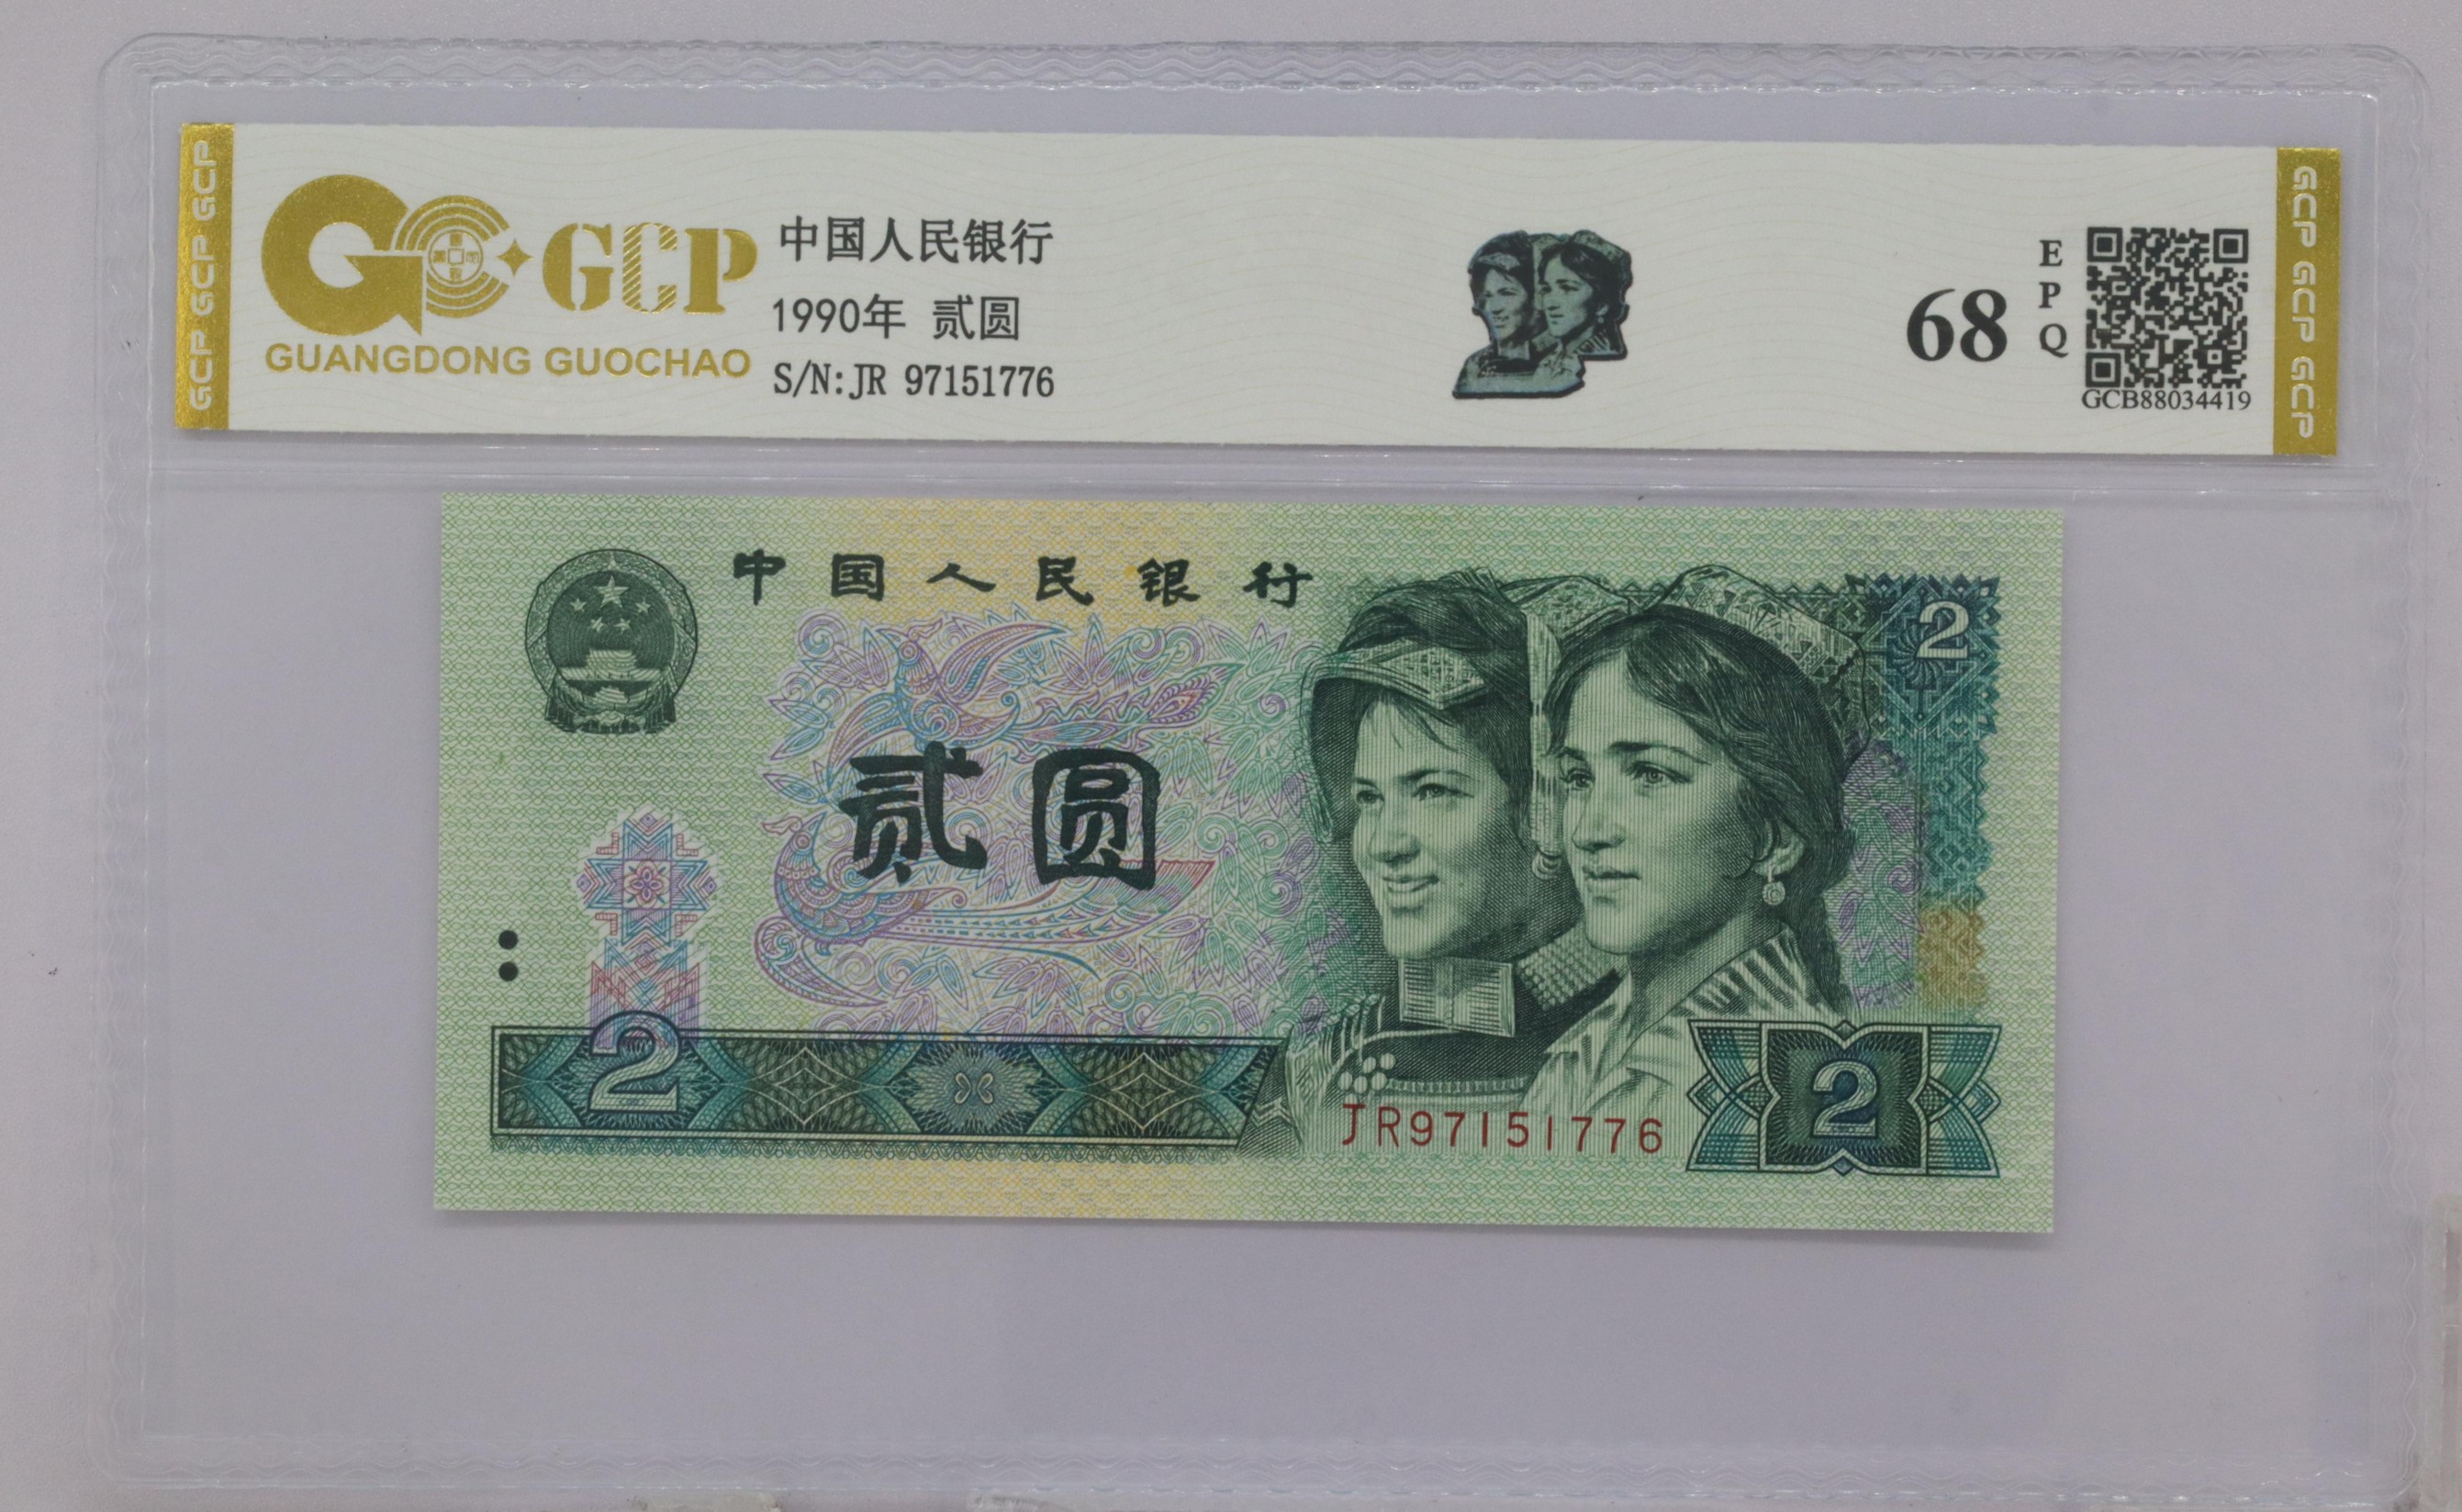 GCP GCP GCP
GCP
GUANGDONG GUOCHAO
中国人民银行
1990年 贰圆
S/N:JR 97151776
68
EPQ
GCB88034419
GCP GCP GCP
中国人民银行
2
贰圆
2
JR97151776
2